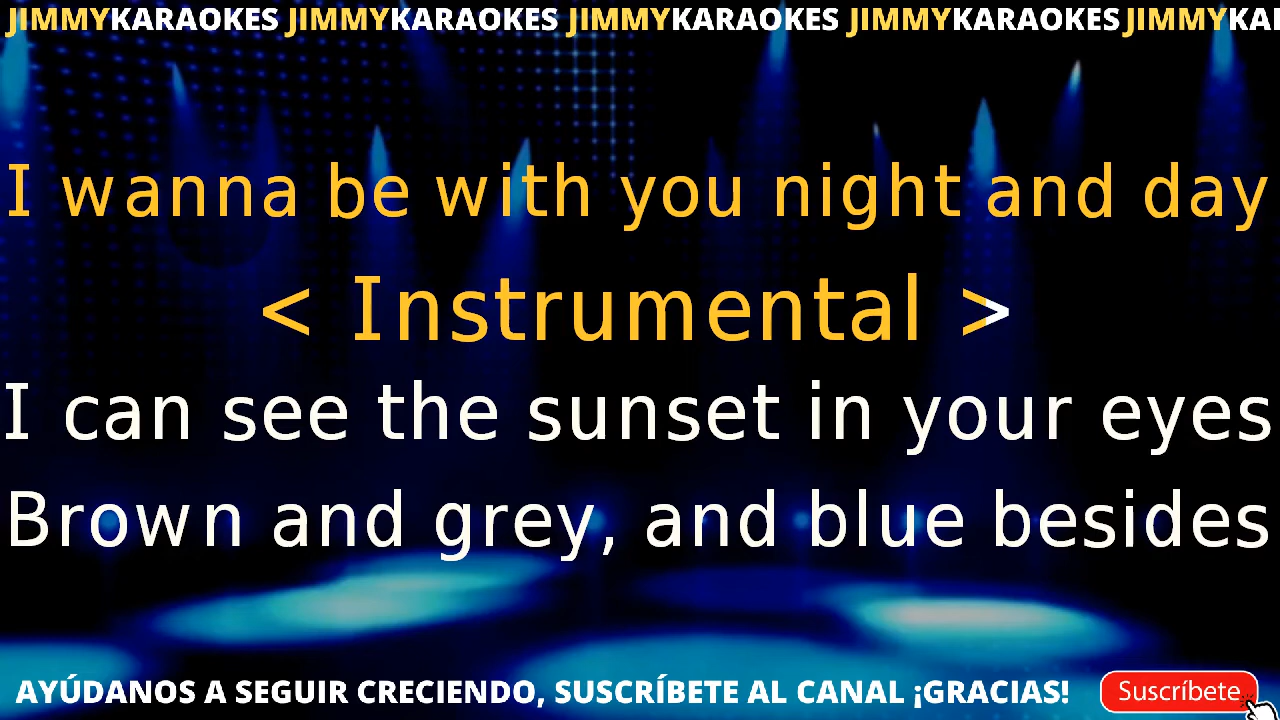 JIMMYKARAOKES JIMMYKARAOKES JIMMYKARAOKES JIMMYKARAOKES JIMMYKA
I wanna be with you night and day
< Instrumental >
I can see the sunset in your eyes
Brown and grey, and blue besides
AYÚDANOS A SEGUIR CRECIENDO, SUSCRÍBETE AL CANAL ¡GRACIAS! Suscríbete